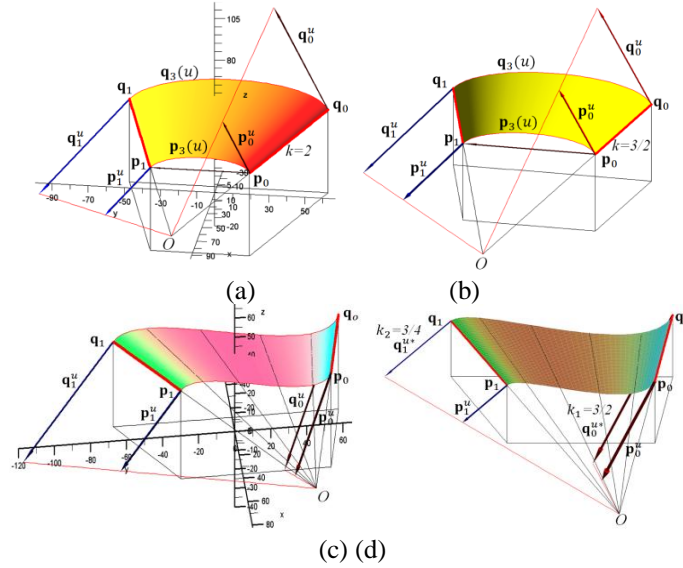 105
80
z
q₀ᵘ
q₃(u)
q₁
q₀
q₁ᵘ
p₀ᵘ
p₃(u)
k=2
p₁
p₁ᵘ
p₀
-90
-70
-50
-30
-10
10
30
60
y
O
x
50
70
90
q₀ᵘ
q₃(u)
q₁
q₀
q₁ᵘ
p₀ᵘ
p₃(u)
k=3/2
p₁
p₁ᵘ
p₀
O
(a) (b)
60
50
z
qₒ
q₁
q₁ᵘ
p₁
p₀
40
q₀ᵘ
p₀ᵘ
p₁ᵘ
-120
-100
-80
-60
-40
-20
20
40
60
y
O
x
80
q₁
k₂=3/4
q₁ᵘ*
p₁
p₀
p₁ᵘ
k₁=3/2
q₀ᵘ*
p₀ᵘ
O
(c) (d)